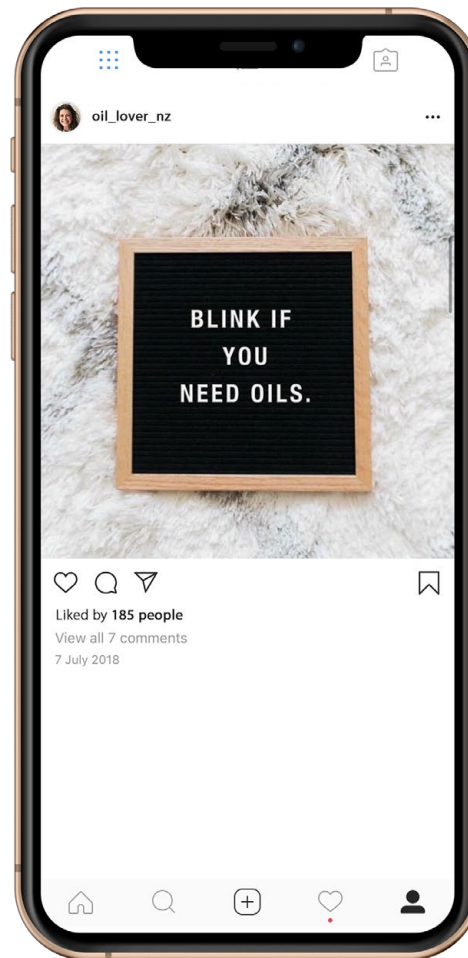 oil_lover_nz
BLINK IF
YOU
NEED OILS.
Liked by 185 people
View all 7 comments
7 July 2018